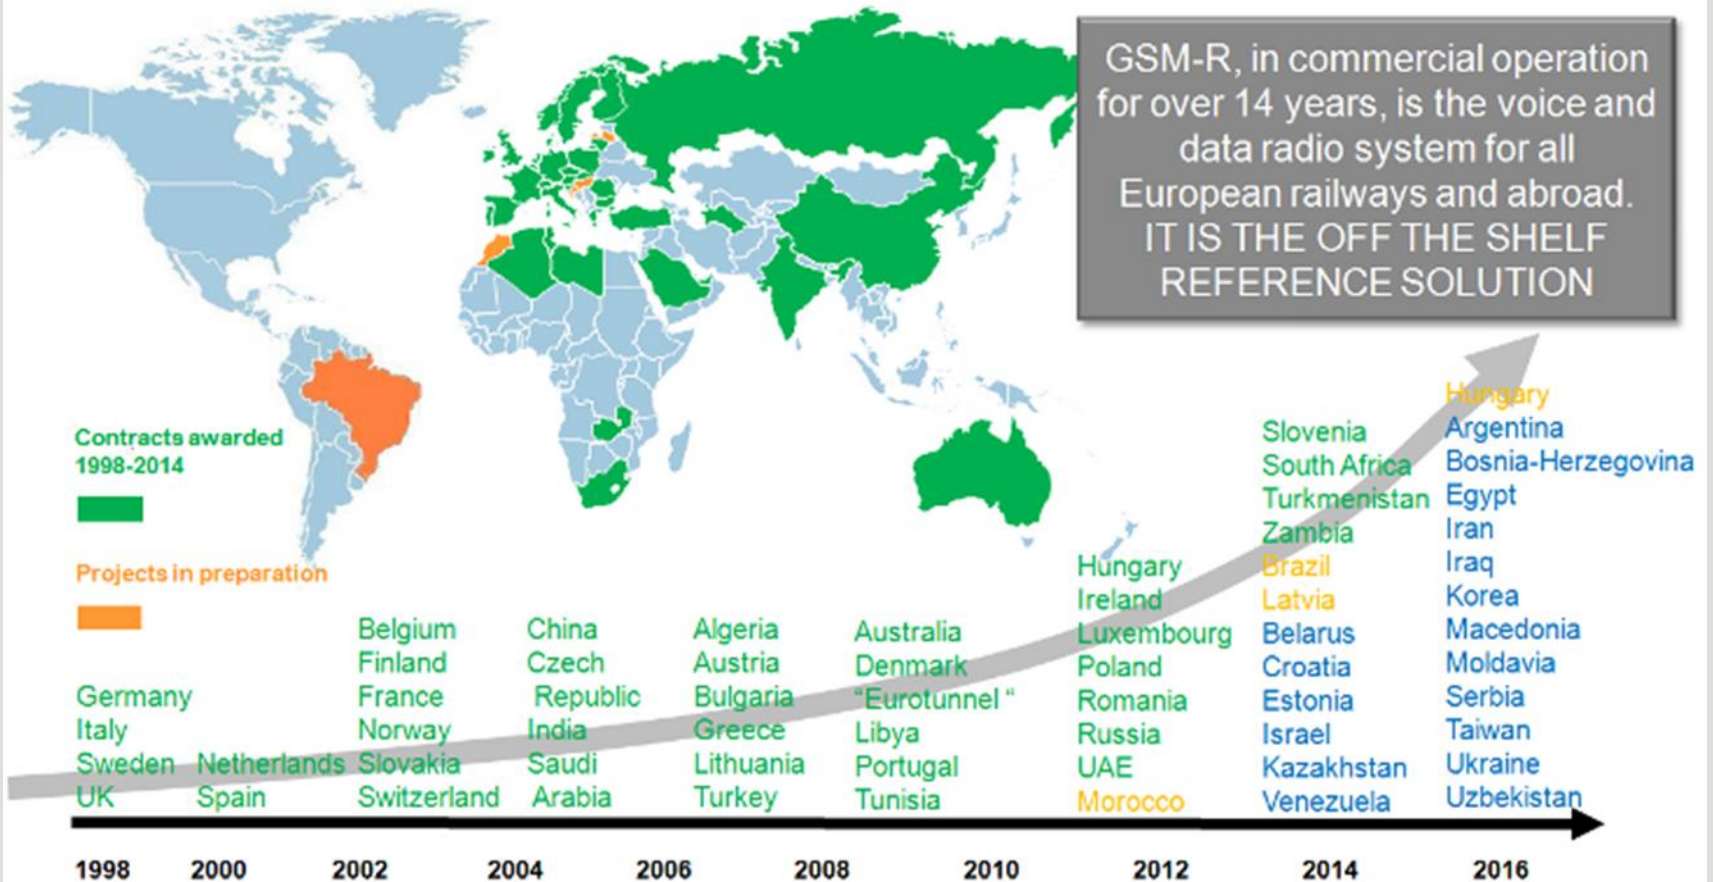 GSM-R, in commercial operation
for over 14 years, is the voice and
data radio system for all
European railways and abroad.
IT IS THE OFF THE SHELF
REFERENCE SOLUTION
Contracts awarded
1998-2014
Projects in preparation
Germany
Italy
Sweden
UK
Netherlands
Spain
Belgium
Finland
France
Norway
Slovakia
Switzerland
China
Czech
Republic
India
Saudi
Arabia
Algeria
Austria
Bulgaria
Greece
Lithuania
Turkey
Australia
Denmark
"Eurotunnel "
Libya
Portugal
Tunisia
Hungary
Ireland
Luxembourg
Poland
Romania
Russia
UAE
Morocco
Slovenia
South Africa
Turkmenistan
Zambia
Brazil
Latvia
Belarus
Croatia
Estonia
Israel
Kazakhstan
Venezuela
Hungary
Argentina
Bosnia-Herzegovina
Egypt
Iran
Iraq
Korea
Macedonia
Moldavia
Serbia
Taiwan
Ukraine
Uzbekistan
1998 2000 2002 2004 2006 2008 2010 2012 2014 2016